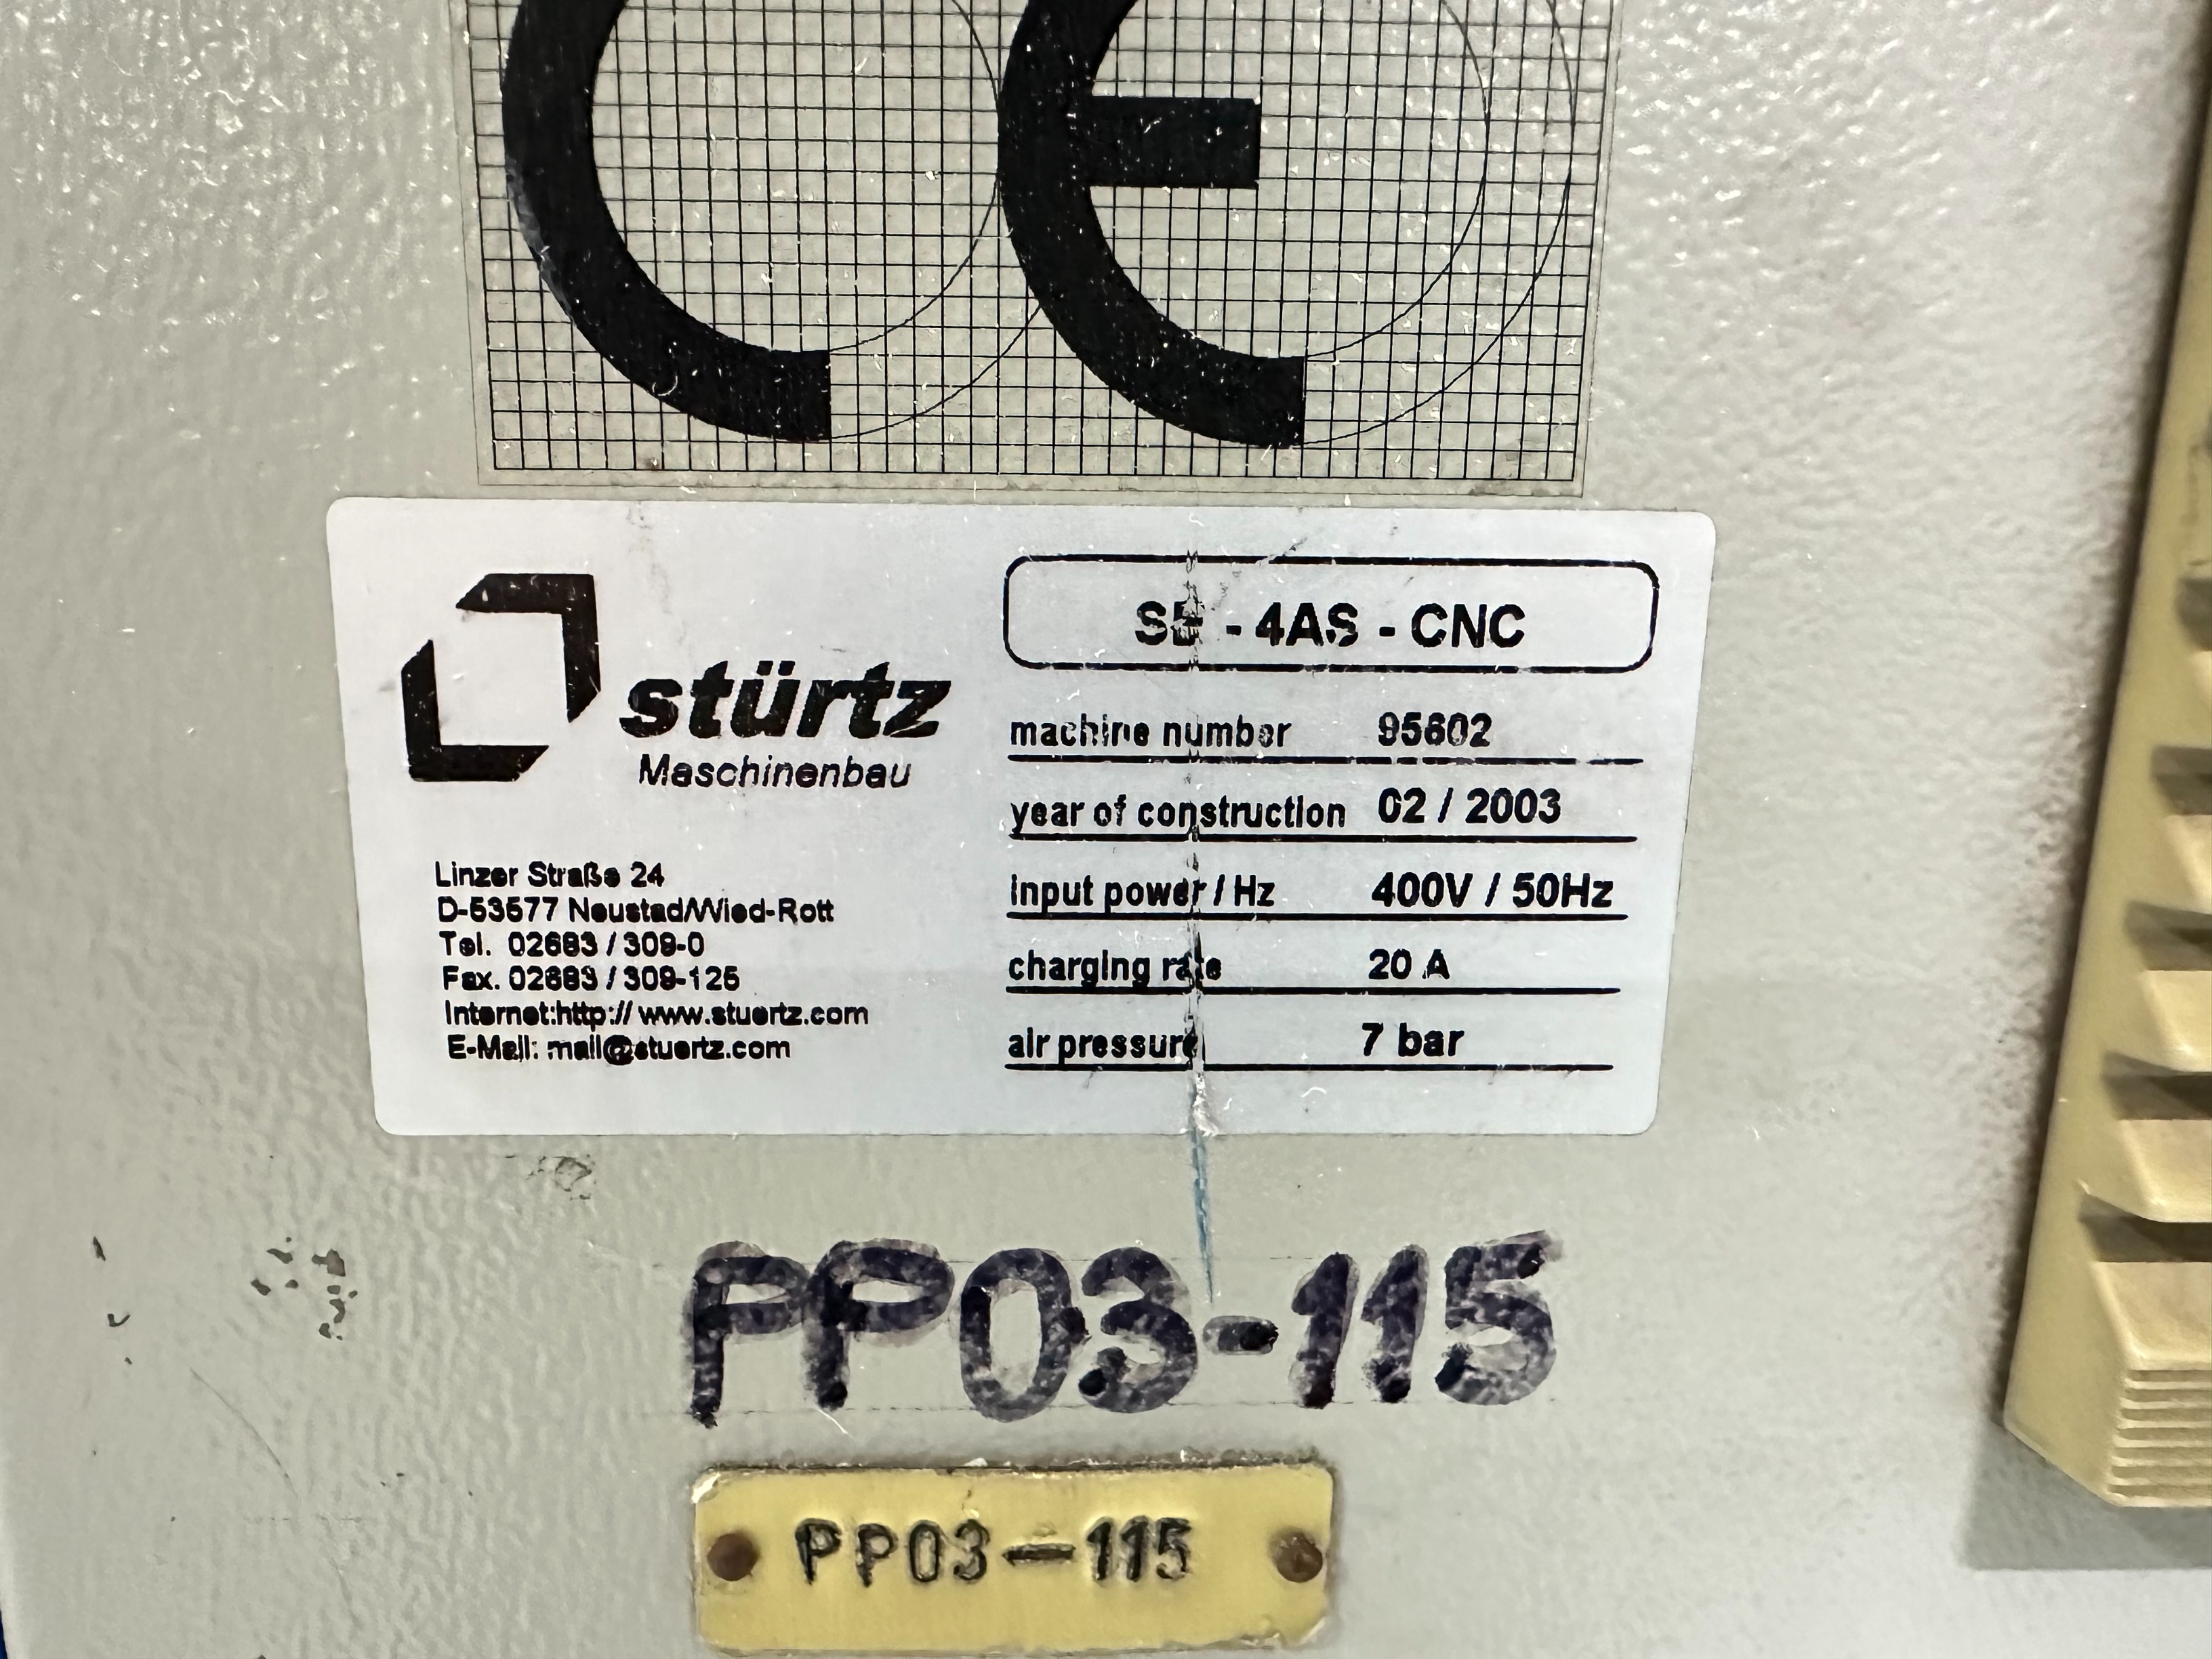 CE
stürtz
Maschinenbau
Linzer Straße 24
D-53577 Neustad/Wied-Rott
Tel. 02683 / 309-0
Fax. 02683 / 309-125
Internet:http:// www.stuertz.com
E-Mail: mail@stuertz.com
- 4AS - CNC
machine number 95602
year of construction 02 / 2003
input power / Hz 400V / 50Hz
charging rate 20 A
air pressure 7 bar
PP03-115
PP03-115